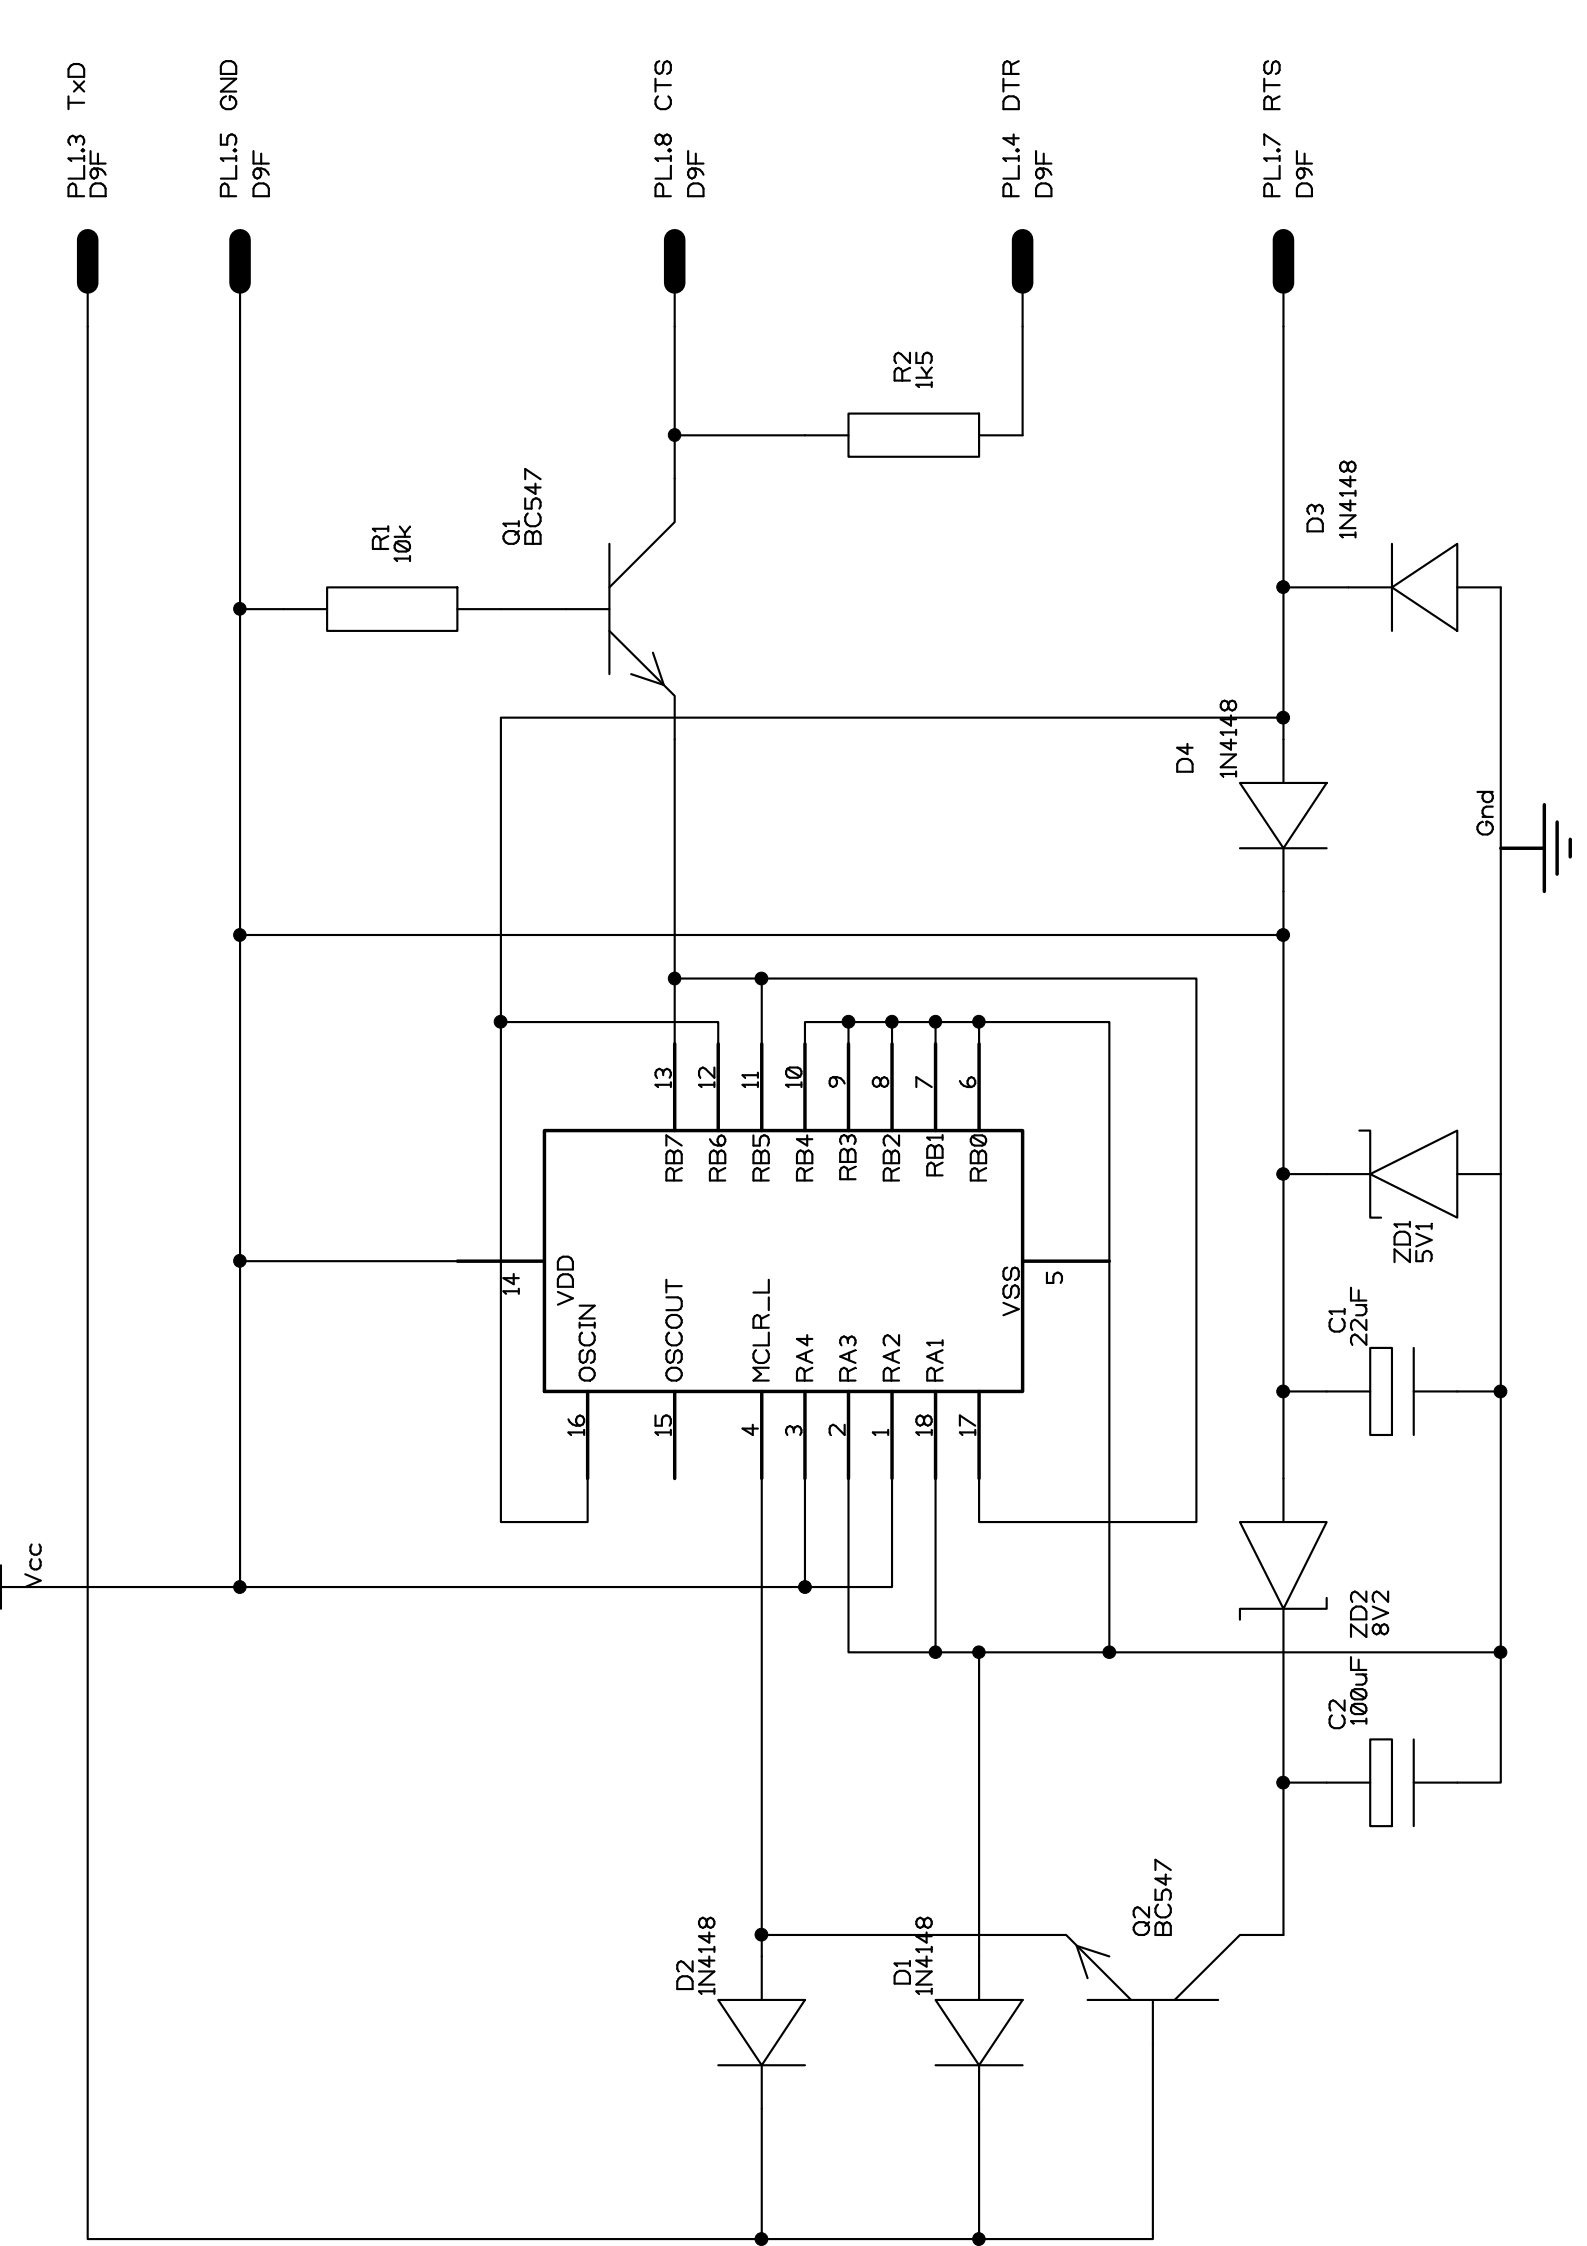 PL1.3 TxD
D9F
PL1.5 GND
D9F
PL1.8 CTS
D9F
PL1.4 DTR
D9F
PL1.7 RTS
D9F
R1
10k
Q1
BC547
R2
1k5
D3
1N4148
D4
1N4148
Gnd
13
12
11
10
9
8
7
6
RB7
RB6
RB5
RB4
RB3
RB2
RB1
RB0
14
VDD
VSS
5
OSCIN
OSCOUT
MCLR_L
RA4
RA3
RA2
RA1
16
15
4
3
2
1
18
17
ZD1
5V1
C1
22uF
Vcc
ZD2
8V2
C2
100uF
D2
1N4148
D1
1N4148
Q2
BC547